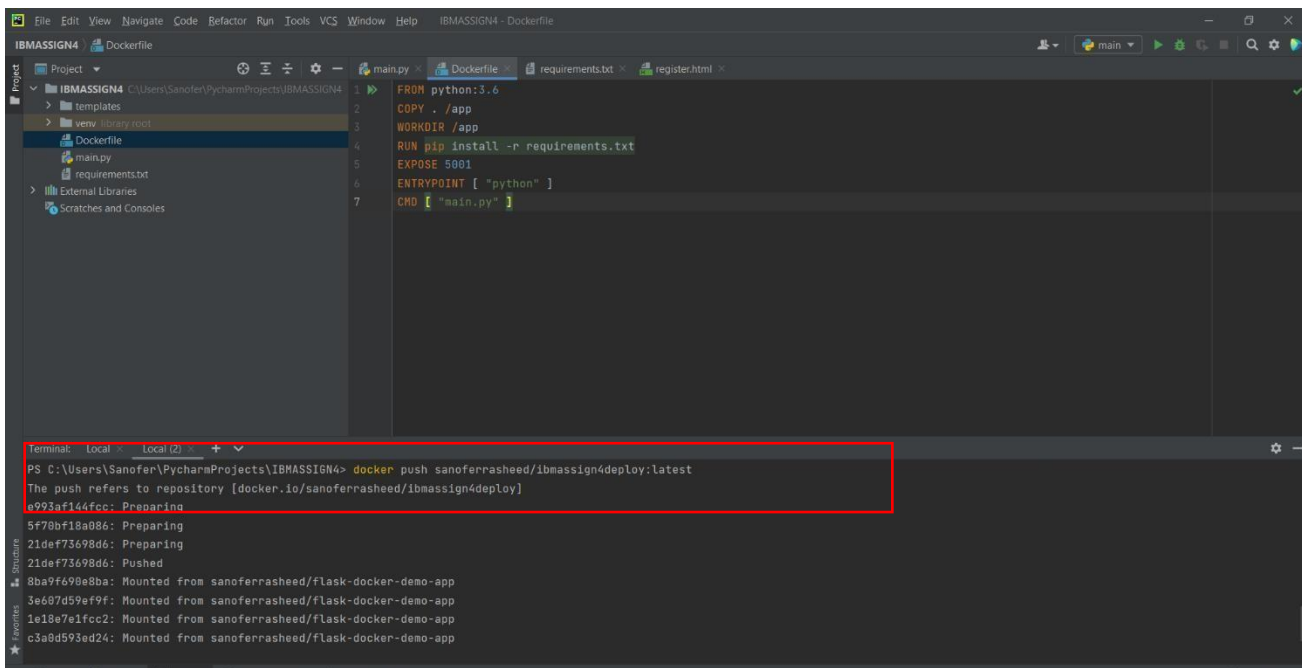 File Edit View Navigate Code Refactor Run Tools VCS Window Help IBMASSIGN4 - Dockerfile
IBMASSIGN4 Dockerfile main
Project main.py Dockerfile requirements.txt register.html
Project
IBMASSIGN4 C:\Users\Sanofer\PycharmProjects\IBMASSIGN4
templates
venv library root
Dockerfile
main.py
requirements.txt
External Libraries
Scratches and Consoles
1 FROM python:3.6
2 COPY . /app
3 WORKDIR /app
4 RUN pip install -r requirements.txt
5 EXPOSE 5001
6 ENTRYPOINT [ "python" ]
7 CMD [ "main.py" ]
Terminal: Local Local (2)
PS C:\Users\Sanofer\PycharmProjects\IBMASSIGN4> docker push sanoferrasheed/ibmassign4deploy:latest
The push refers to repository [docker.io/sanoferrasheed/ibmassign4deploy]
e993af144fcc: Preparing
5f70bf18a086: Preparing
21def73698d6: Preparing
21def73698d6: Pushed
8ba9f690e8ba: Mounted from sanoferrasheed/flask-docker-demo-app
3e607d59ef9f: Mounted from sanoferrasheed/flask-docker-demo-app
1e18e7e1fcc2: Mounted from sanoferrasheed/flask-docker-demo-app
c3a0d593ed24: Mounted from sanoferrasheed/flask-docker-demo-app
Structure
Favorites